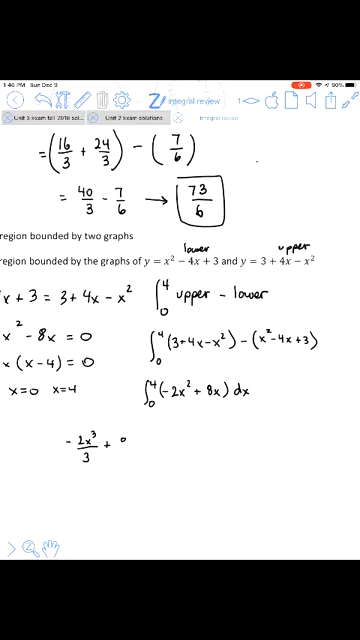 1:46 PM Sun Dec 9 90%
Integral review
Unit 3 Exam fall 2018 sol... Unit 2 exam solutions Integral review
= (16/3 + 24/3) − (7/6)
= 40/3 − 7/6 → 73/6
region bounded by two graphs
lower upper
region bounded by the graphs of y = x² − 4x + 3 and y = 3 + 4x − x²
x + 3 = 3 + 4x − x² ∫₀⁴ upper − lower
x² − 8x = 0 ∫₀⁴ (3+4x−x²) − (x²−4x+3)
x (x−4) = 0
x=0 x=4 ∫₀⁴ (−2x² + 8x) dx
− 2x³/3 +